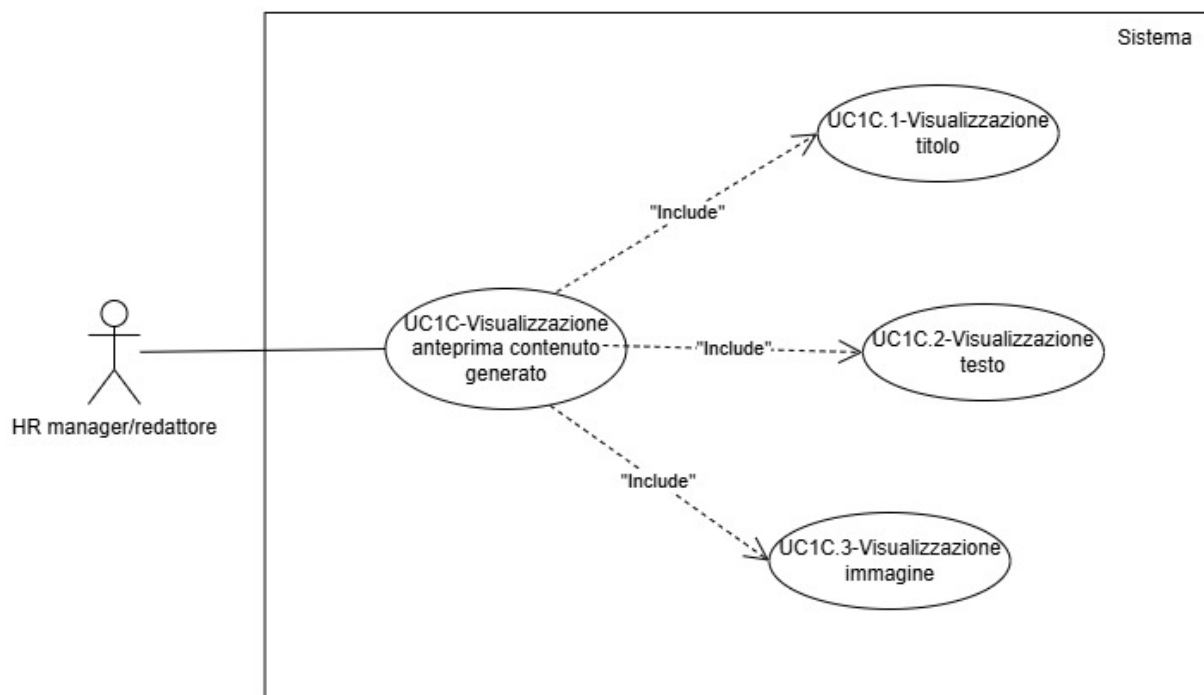 Sistema
UC1C.1-Visualizzazione
titolo
"Include"
UC1C-Visualizzazione
anteprima contenuto
generato
"Include"
UC1C.2-Visualizzazione
testo
HR manager/redattore
"Include"
UC1C.3-Visualizzazione
immagine